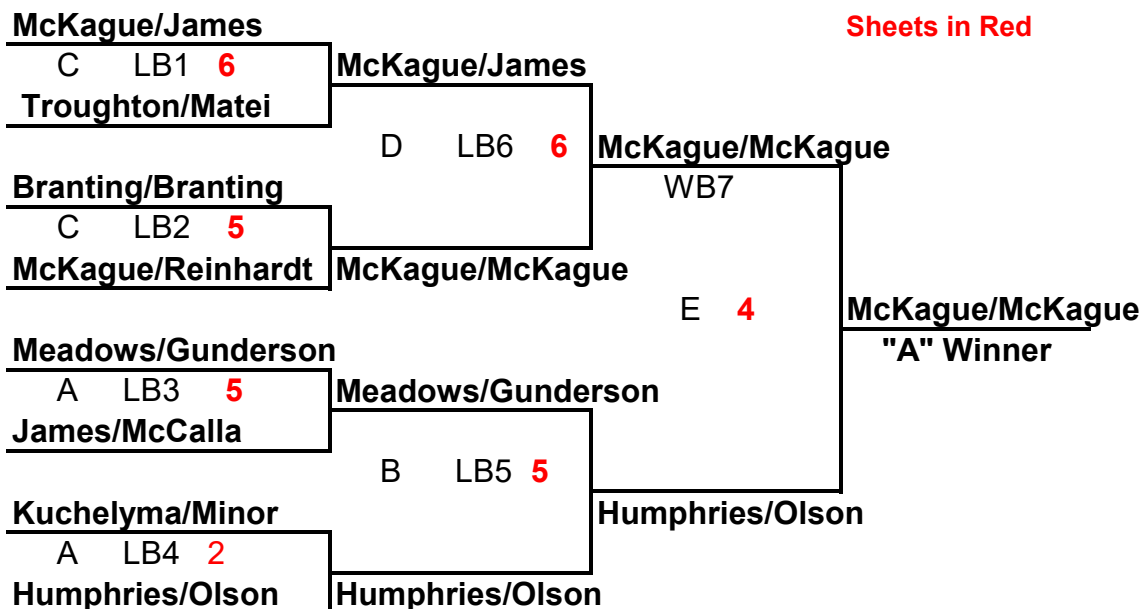 McKague/James
Sheets in Red
C LB1 6
McKague/James
Troughton/Matei
D LB6 6
McKague/McKague
Branting/Branting
WB7
C LB2 5
McKague/Reinhardt
McKague/McKague
E 4
McKague/McKague
Meadows/Gunderson
"A" Winner
A LB3 5
Meadows/Gunderson
James/McCalla
B LB5 5
Kuchelyma/Minor
Humphries/Olson
A LB4 2
Humphries/Olson
Humphries/Olson